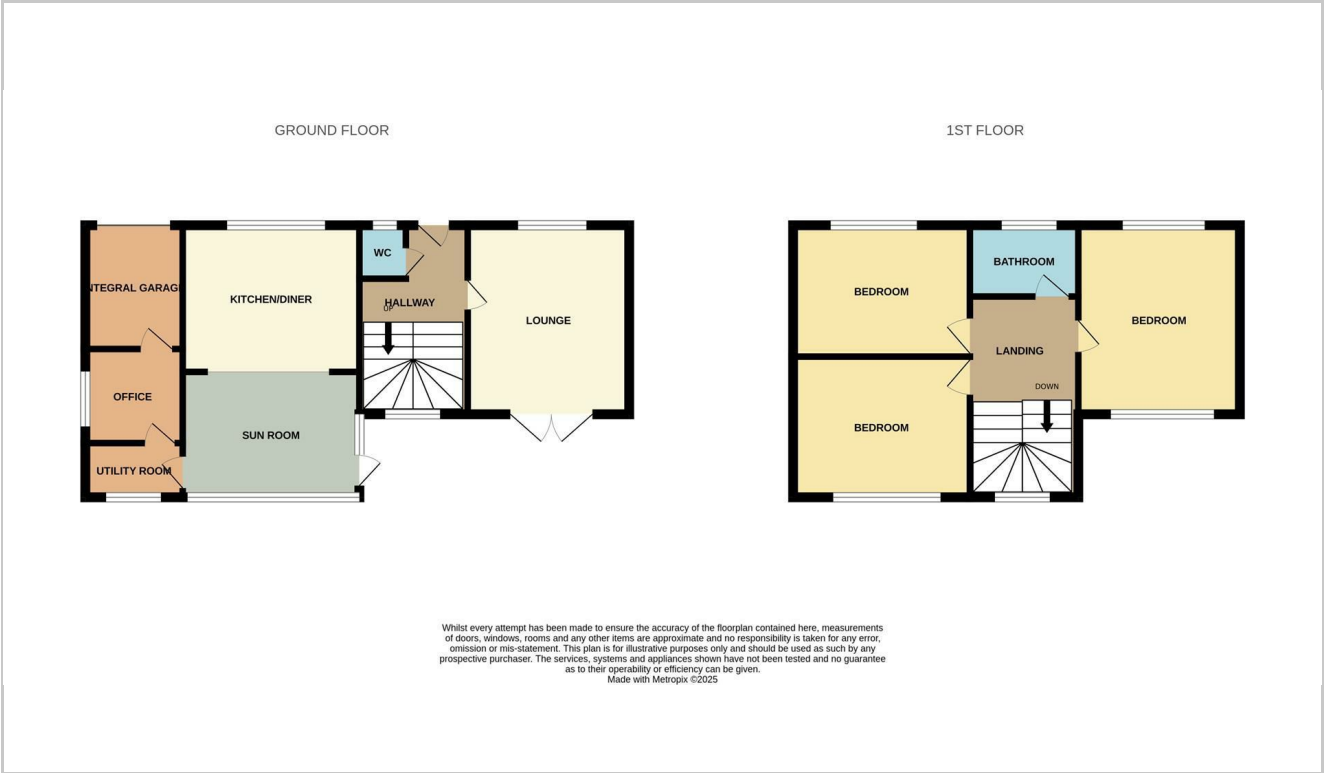 GROUND FLOOR
1ST FLOOR
WC
NTEGRAL GARAG
KITCHEN/DINER
HALLWAY
UP
LOUNGE
OFFICE
SUN ROOM
UTILITY ROOM
BATHROOM
BEDROOM
BEDROOM
LANDING
DOWN
BEDROOM
Whilst every attempt has been made to ensure the accuracy of the floorplan contained here, measurements
of doors, windows, rooms and any other items are approximate and no responsibility is taken for any error,
omission or mis-statement. This plan is for illustrative purposes only and should be used as such by any
prospective purchaser. The services, systems and appliances shown have not been tested and no guarantee
as to their operability or efficiency can be given.
Made with Metropix ©2025